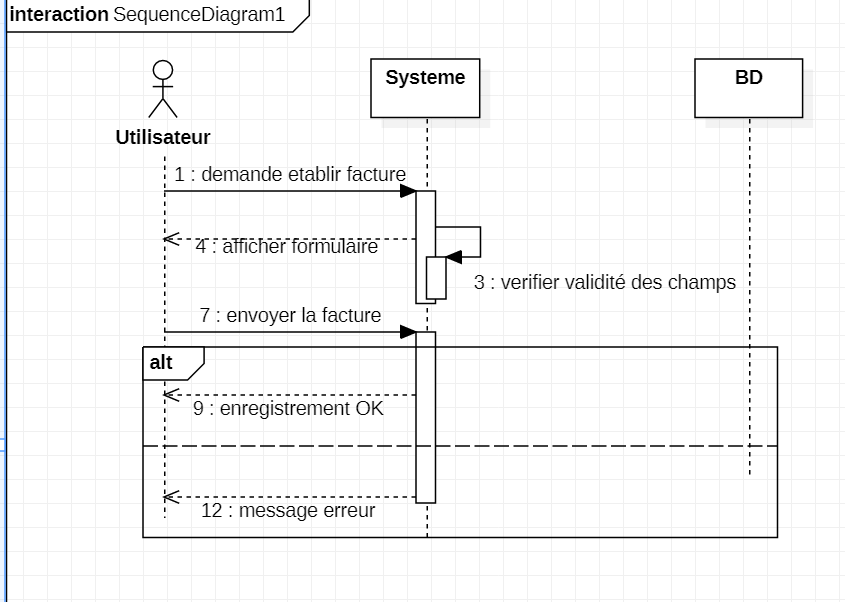 interaction SequenceDiagram1
Systeme
BD
Utilisateur
1 : demande etablir facture
4 : afficher formulaire
3 : verifier validité des champs
7 : envoyer la facture
alt
9 : enregistrement OK
12 : message erreur